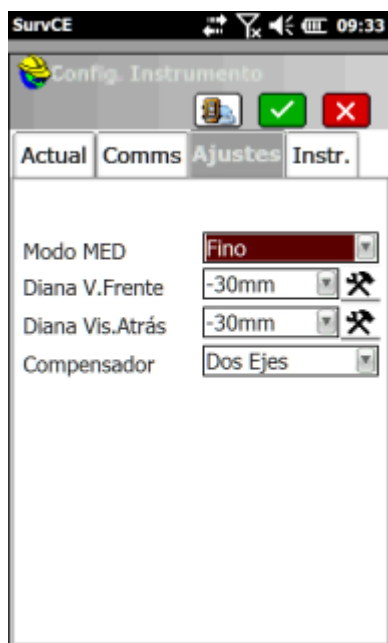 SurvCE 09:33
Config. Instrumento
Actual Comms Ajustes Instr.
Modo MED Fino
Diana V.Frente -30mm
Diana Vis.Atrás -30mm
Compensador Dos Ejes